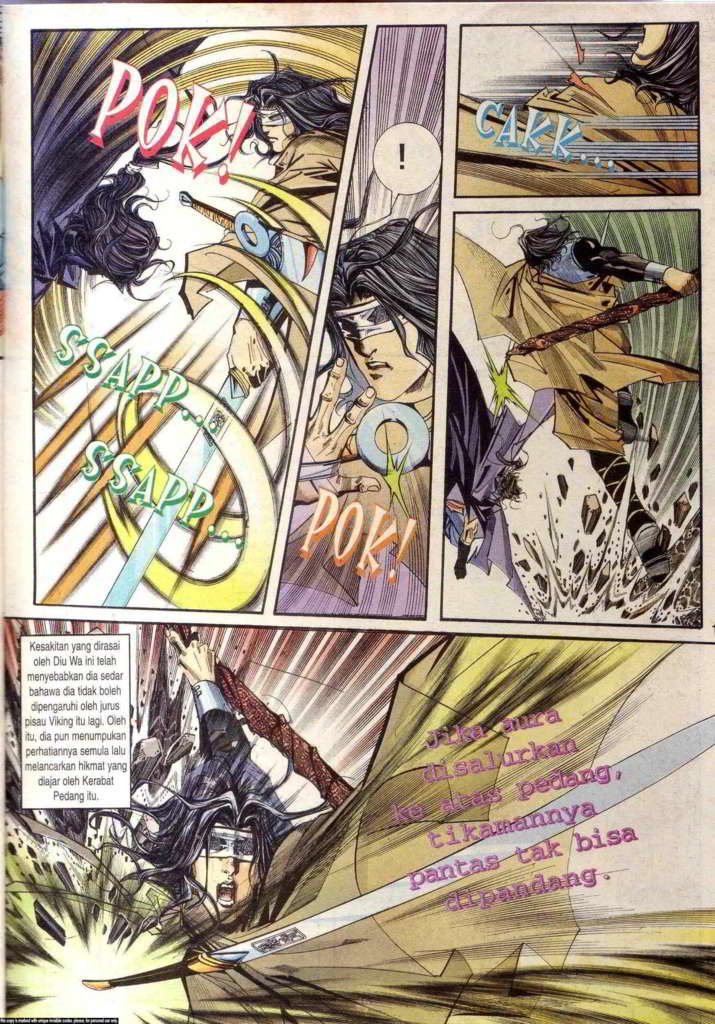 POK!
!
CAKK...
SSAPP...
SSAPP...
POK!
Kesakitan yang dirasai
oleh Diu Wa ini telah
menyebabkan dia sedar
bahawa dia tidak boleh
dipengaruhi oleh jurus
pisau Viking itu lagi. Oleh
itu, dia pun menumpukan
perhatiannya semula lalu
melancarkan hikmat yang
diajar oleh Kerabat
Pedang itu.
Jika aura
disalurkan
ke atas pedang,
tikamannya
pantas tak bisa
dipandang.